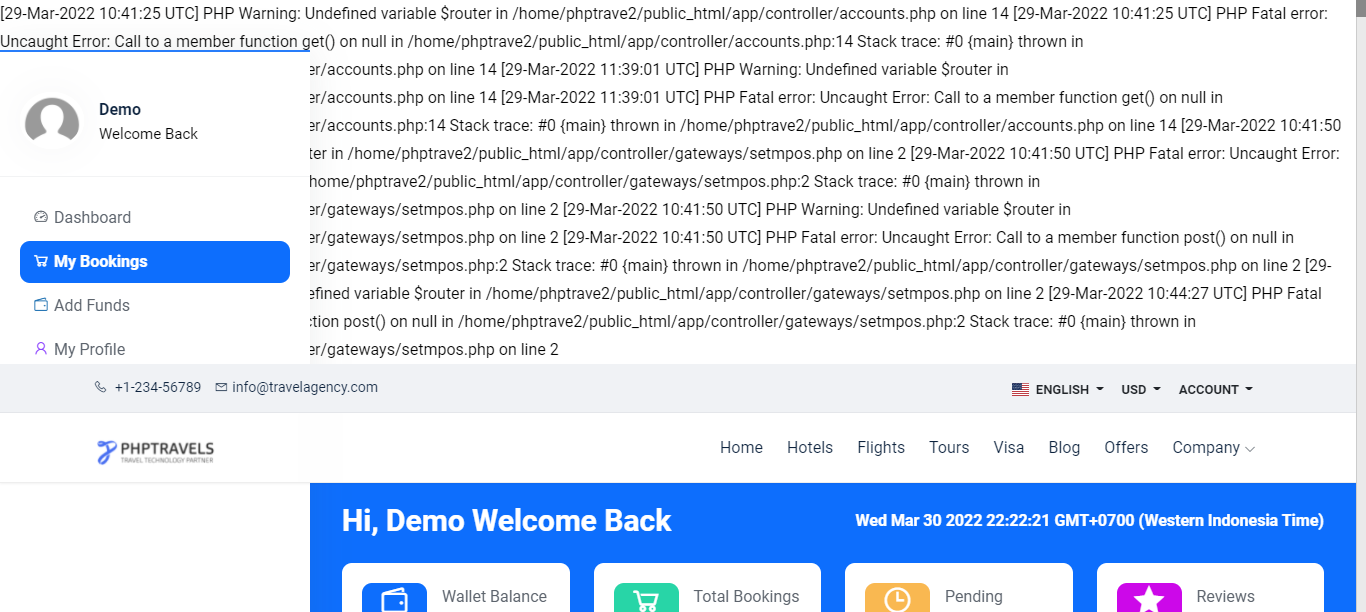 [29-Mar-2022 10:41:25 UTC] PHP Warning: Undefined variable $router in /home/phptrave2/public_html/app/controller/accounts.php on line 14 [29-Mar-2022 10:41:25 UTC] PHP Fatal error:
Uncaught Error: Call to a member function get() on null in /home/phptrave2/public_html/app/controller/accounts.php:14 Stack trace: #0 {main} thrown in
er/accounts.php on line 14 [29-Mar-2022 11:39:01 UTC] PHP Warning: Undefined variable $router in
er/accounts.php on line 14 [29-Mar-2022 11:39:01 UTC] PHP Fatal error: Uncaught Error: Call to a member function get() on null in
er/accounts.php:14 Stack trace: #0 {main} thrown in /home/phptrave2/public_html/app/controller/accounts.php on line 14 [29-Mar-2022 10:41:50
ter in /home/phptrave2/public_html/app/controller/gateways/setmpos.php on line 2 [29-Mar-2022 10:41:50 UTC] PHP Fatal error: Uncaught Error:
home/phptrave2/public_html/app/controller/gateways/setmpos.php:2 Stack trace: #0 {main} thrown in
er/gateways/setmpos.php on line 2 [29-Mar-2022 10:41:50 UTC] PHP Warning: Undefined variable $router in
er/gateways/setmpos.php on line 2 [29-Mar-2022 10:41:50 UTC] PHP Fatal error: Uncaught Error: Call to a member function post() on null in
er/gateways/setmpos.php:2 Stack trace: #0 {main} thrown in /home/phptrave2/public_html/app/controller/gateways/setmpos.php on line 2 [29-
efined variable $router in /home/phptrave2/public_html/app/controller/gateways/setmpos.php on line 2 [29-Mar-2022 10:44:27 UTC] PHP Fatal
ction post() on null in /home/phptrave2/public_html/app/controller/gateways/setmpos.php:2 Stack trace: #0 {main} thrown in
er/gateways/setmpos.php on line 2
Demo
Welcome Back
Dashboard
My Bookings
Add Funds
My Profile
+1-234-56789 info@travelagency.com ENGLISH USD ACCOUNT
PHPTRAVELS
TRAVEL TECHNOLOGY PARTNER
Home Hotels Flights Tours Visa Blog Offers Company
Hi, Demo Welcome Back Wed Mar 30 2022 22:22:21 GMT+0700 (Western Indonesia Time)
Wallet Balance Total Bookings Pending Reviews